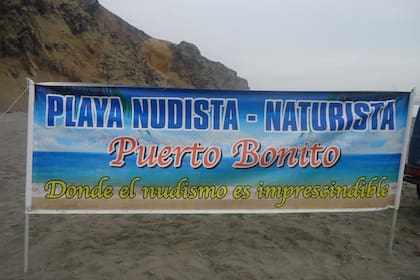 PLAYA NUDISTA - NATURISTA
Puerto Bonito
Donde el nudismo es imprescindible